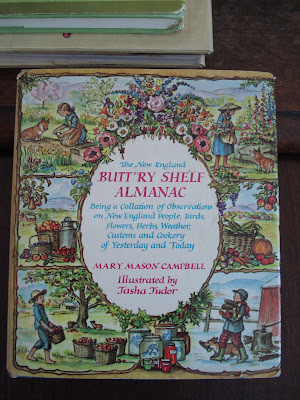 The New England
BUTT'RY SHELF
ALMANAC
Being a Collation of Observations
on New England People, Birds,
Flowers, Herbs, Weather,
Customs and Cookery
of Yesterday and Today
MARY MASON CAMPBELL
Illustrated by
Tasha Tudor